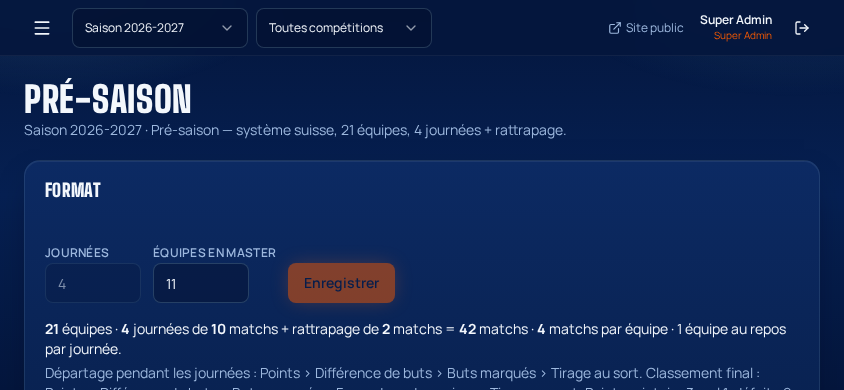 Saison 2026-2027
Toutes compétitions
Site public
Super Admin
Super Admin
PRÉ-SAISON
Saison 2026-2027 · Pré-saison — système suisse, 21 équipes, 4 journées + rattrapage.
FORMAT
JOURNÉES
ÉQUIPES EN MASTER
4
11
Enregistrer
21 équipes · 4 journées de 10 matchs + rattrapage de 2 matchs = 42 matchs · 4 matchs par équipe · 1 équipe au repos
par journée.
Départage pendant les journées : Points > Différence de buts > Buts marqués > Tirage au sort. Classement final :